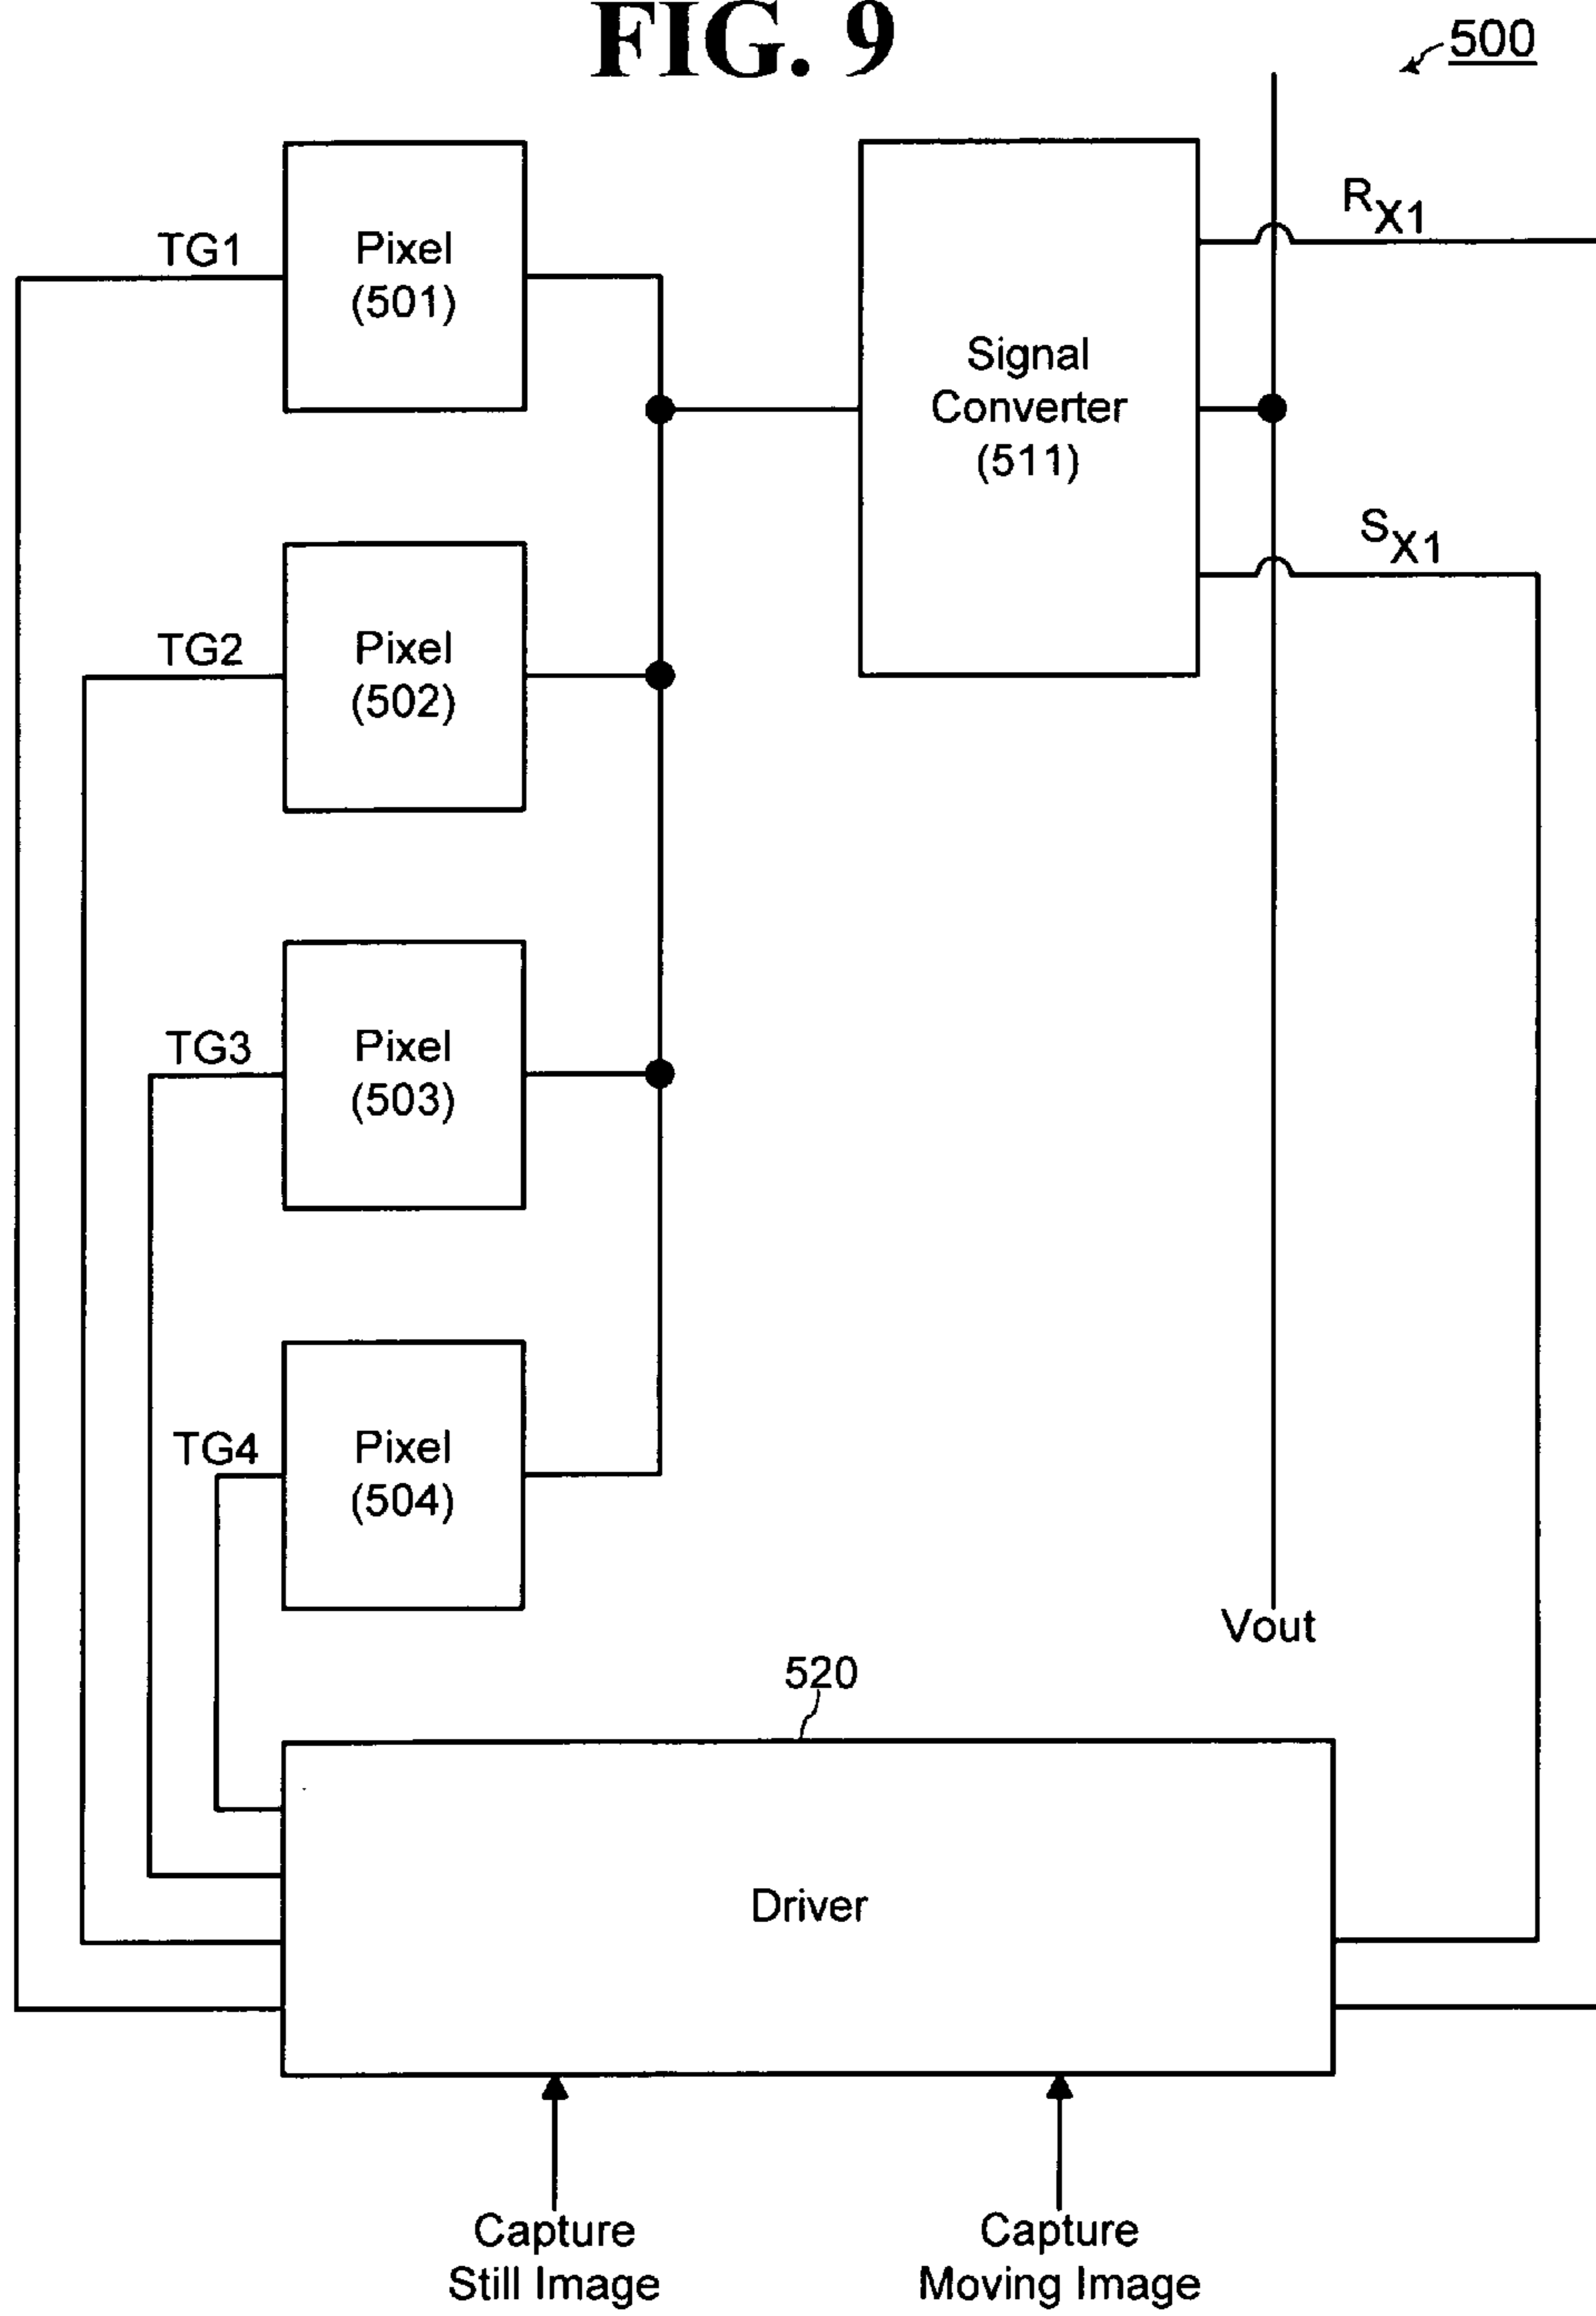 FIG. 9
500
TG1
Pixel
(501)
Signal
Converter
(511)
RX1
SX1
TG2
Pixel
(502)
TG3
Pixel
(503)
TG4
Pixel
(504)
Vout
520
Driver
Capture
Still Image
Capture
Moving Image